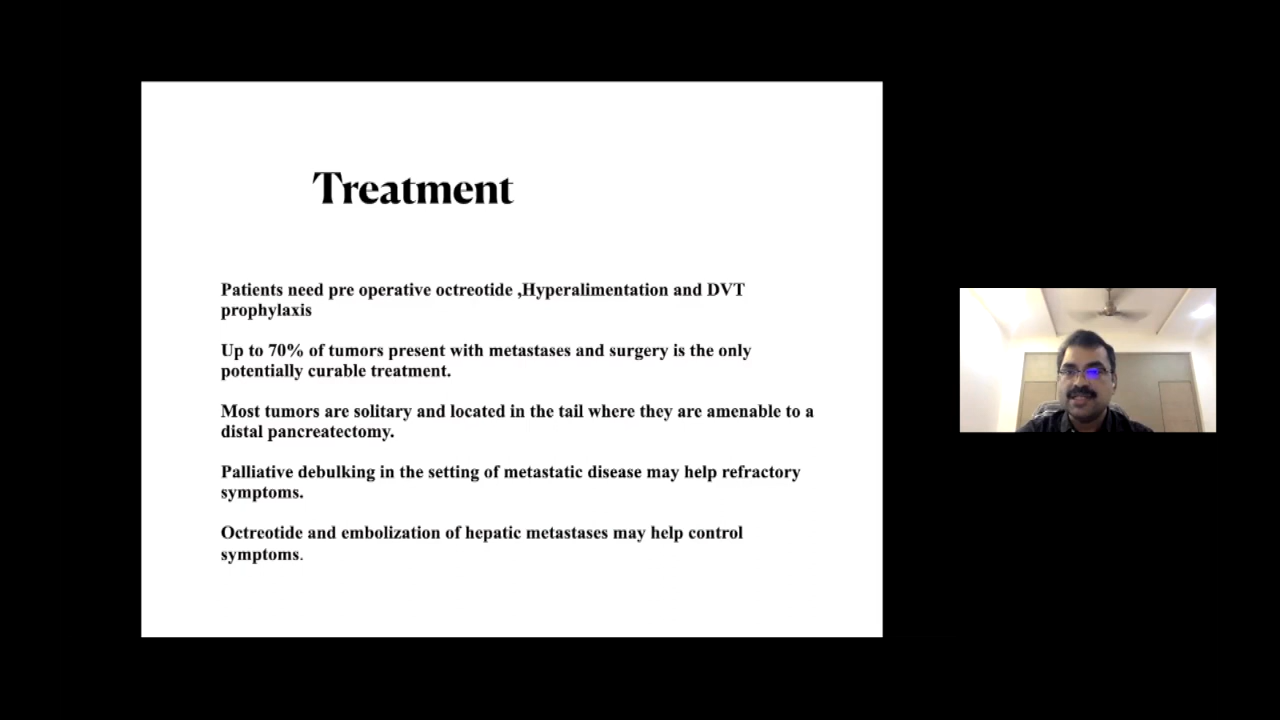 Treatment
Patients need pre operative octreotide ,Hyperalimentation and DVT
prophylaxis
Up to 70% of tumors present with metastases and surgery is the only
potentially curable treatment.
Most tumors are solitary and located in the tail where they are amenable to a
distal pancreatectomy.
Palliative debulking in the setting of metastatic disease may help refractory
symptoms.
Octreotide and embolization of hepatic metastases may help control
symptoms.